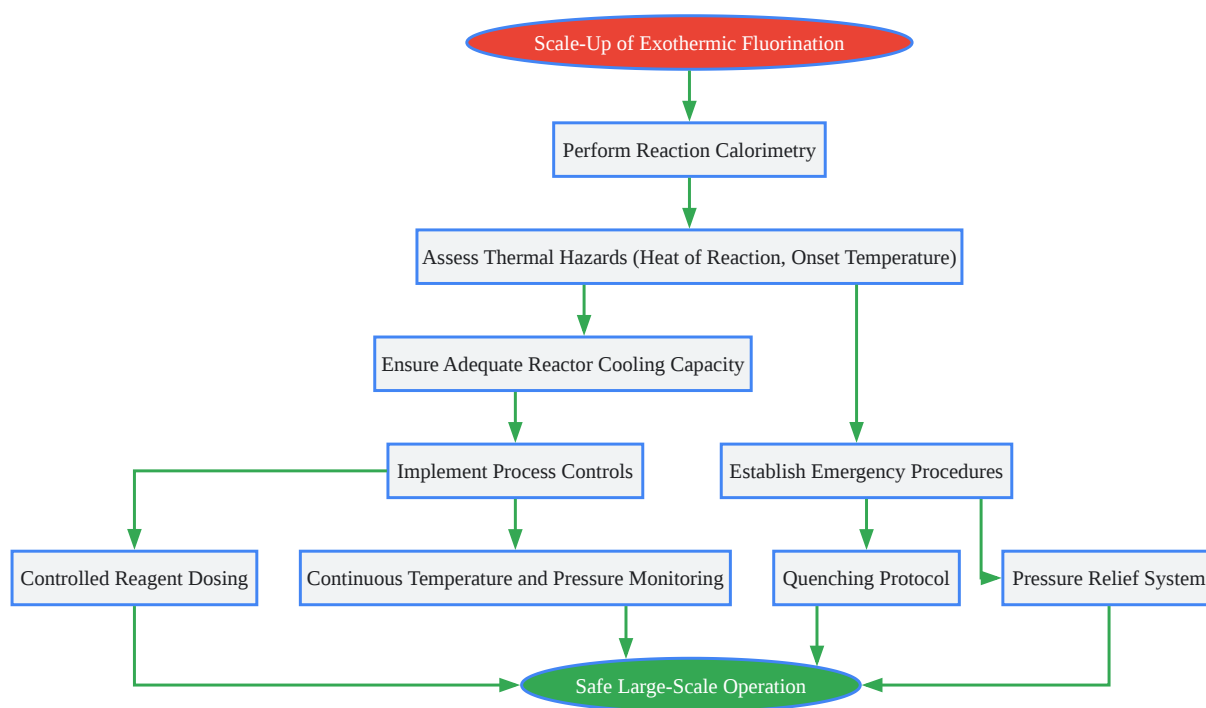 Scale-Up of Exothermic Fluorination
Perform Reaction Calorimetry
Assess Thermal Hazards (Heat of Reaction, Onset Temperature)
Ensure Adequate Reactor Cooling Capacity
Implement Process Controls
Establish Emergency Procedures
Controlled Reagent Dosing
Continuous Temperature and Pressure Monitoring
Quenching Protocol
Pressure Relief System
Safe Large-Scale Operation